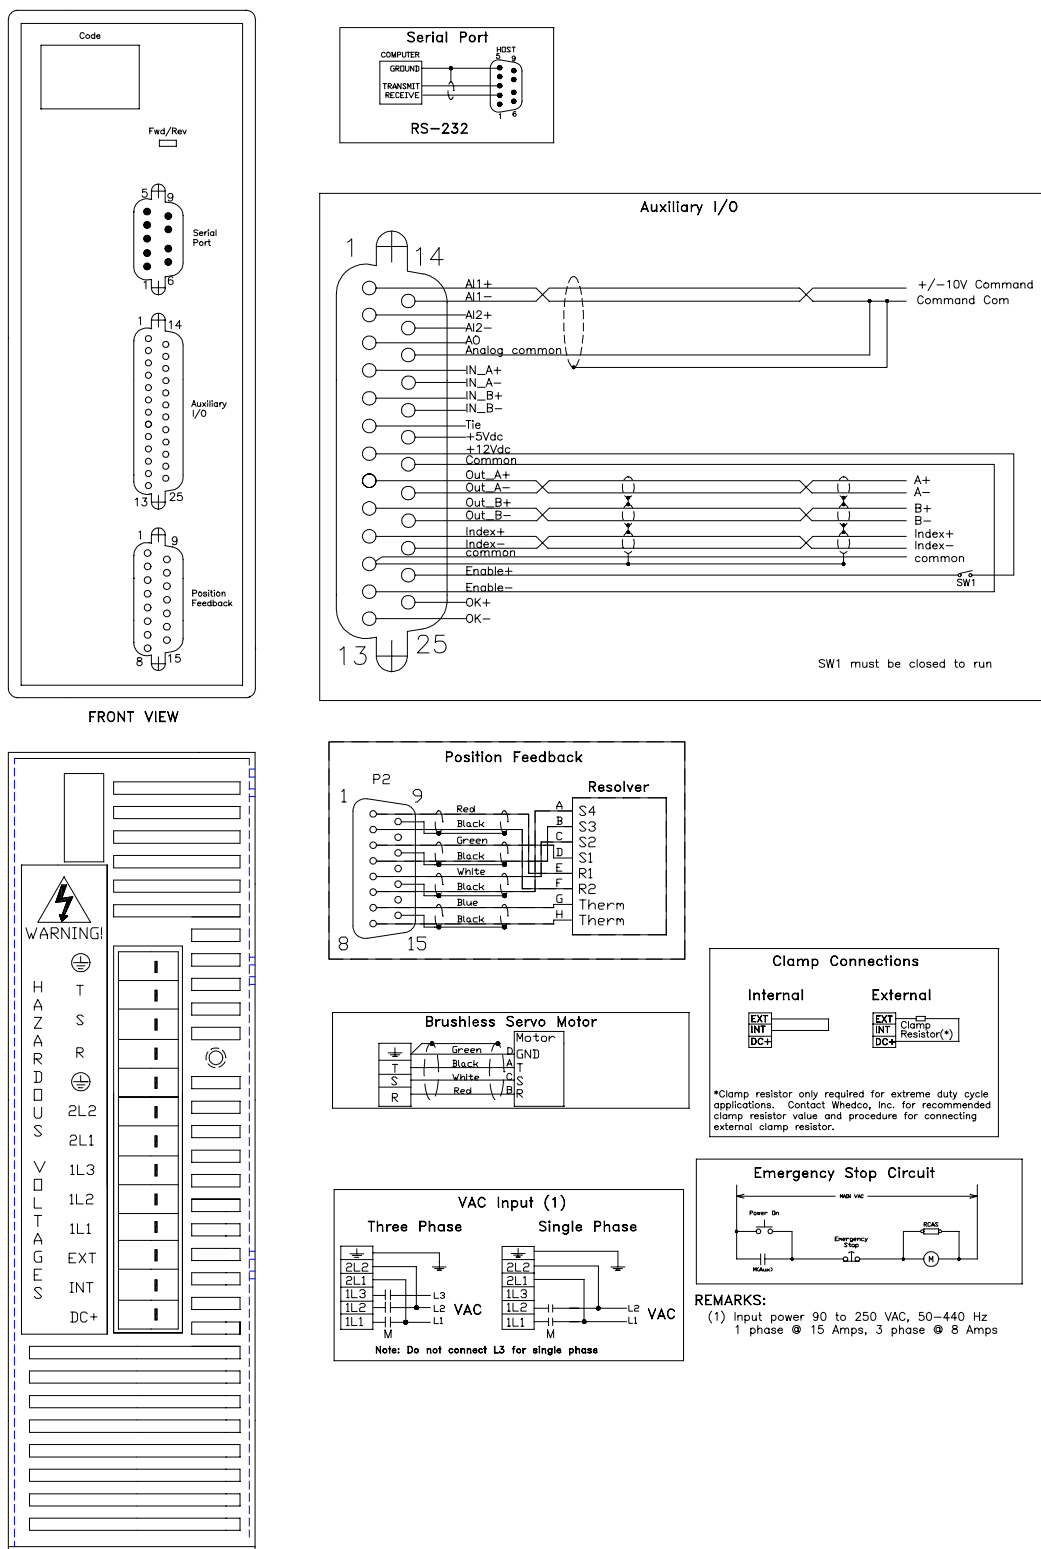 Code
Fwd/Rev
5
9
Serial
Port
1
6
1
14
Auxiliary
I/O
13
25
1
9
Position
Feedback
8
15
FRONT VIEW
WARNING!
HAZARDOUS VOLTAGES
T
S
R
2L2
2L1
1L3
1L2
1L1
EXT
INT
DC+
Serial Port
COMPUTER
HOST
5
9
GROUND
TRANSMIT
RECEIVE
1
6
RS-232
Auxiliary I/O
1
14
AI1+
+/-10V Command
AI1-
Command Com
AI2+
AI2-
AO
Analog common
IN_A+
IN_A-
IN_B+
IN_B-
Tie
+5Vdc
+12Vdc
Common
Out_A+
A+
Out_A-
A-
Out_B+
B+
Out_B-
B-
Index+
Index+
Index-
Index-
common
common
Enable+
SW1
Enable-
OK+
OK-
13
25
SW1 must be closed to run
Position Feedback
P2
Resolver
1
9
Red
A
S4
Black
B
S3
Green
C
S2
Black
D
S1
White
E
R1
Black
F
R2
Blue
G
Therm
Black
H
Therm
8
15
Brushless Servo Motor
Motor
Green
D
GND
T
Black
A
T
S
White
C
S
R
Red
B
R
Clamp Connections
Internal
External
EXT
INT
DC+
EXT
INT
DC+
Clamp
Resistor(*)
*Clamp resistor only required for extreme duty cycle
applications. Contact Whedco, Inc. for recommended
clamp resistor value and procedure for connecting
external clamp resistor.
VAC Input (1)
Three Phase
Single Phase
2L2
2L1
1L3
L3
1L2
L2
VAC
1L1
L1
M
2L2
2L1
1L3
1L2
L2
VAC
1L1
L1
M
Note: Do not connect L3 for single phase
Emergency Stop Circuit
MAIN VAC
Power On
RCAS
Emergency
Stop
M(Aux)
M
REMARKS:
(1) Input power 90 to 250 VAC, 50-440 Hz
1 phase @ 15 Amps, 3 phase @ 8 Amps